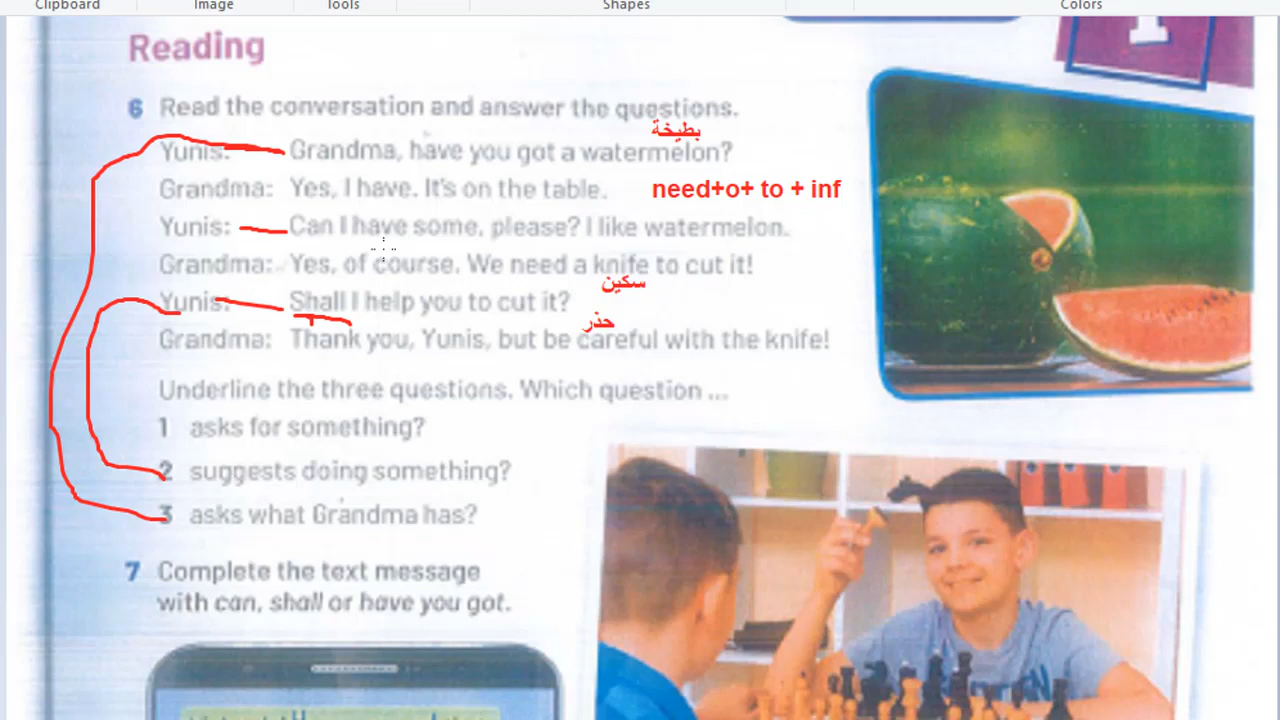 Clipboard
Image
Tools
Shapes
Colors
Reading
6 Read the conversation and answer the questions.
بطيخة
Yunis: Grandma, have you got a watermelon?
Grandma: Yes, I have. It's on the table.
need+o+ to + inf
Yunis: Can I have some, please? I like watermelon.
Grandma: Yes, of course. We need a knife to cut it!
سكين
Yunis: Shall I help you to cut it?
حذر
Grandma: Thank you, Yunis, but be careful with the knife!
Underline the three questions. Which question ...
1 asks for something?
2 suggests doing something?
3 asks what Grandma has?
7 Complete the text message
with can, shall or have you got.